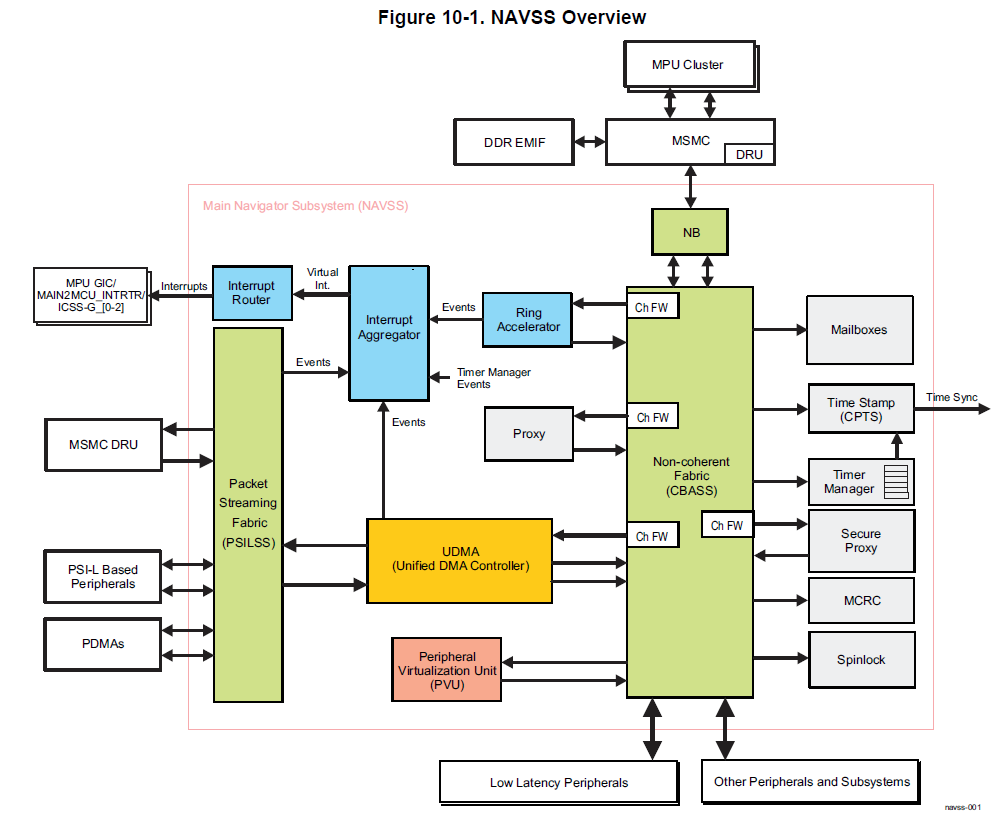 Figure 10-1. NAVSS Overview
MPU Cluster
DDR EMIF
MSMC
DRU
Main Navigator Subsystem (NAVSS)
NB
MPU GIC/
MAIN2MCU_INTRTR/
ICSS-G_[0-2]
Interrupts
Interrupt
Router
Virtual
Int.
Interrupt
Aggregator
Events
Ring
Accelerator
Ch FW
Mailboxes
Events
Timer Manager
Events
Time Stamp
(CPTS)
Time Sync
Events
Proxy
Ch FW
MSMC DRU
Packet
Streaming
Fabric
(PSILSS)
Non-coherent
Fabric
(CBASS)
Timer
Manager
Ch FW
Secure
Proxy
UDMA
(Unified DMA Controller)
Ch FW
PSI-L Based
Peripherals
MCRC
PDMAs
Peripheral
Virtualization Unit
(PVU)
Spinlock
Low Latency Peripherals
Other Peripherals and Subsystems
navss-001